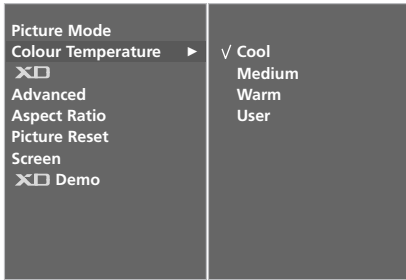 Picture Mode
Colour Temperature ► √ Cool
XD Medium
Advanced Warm
Aspect Ratio User
Picture Reset
Screen
XD Demo